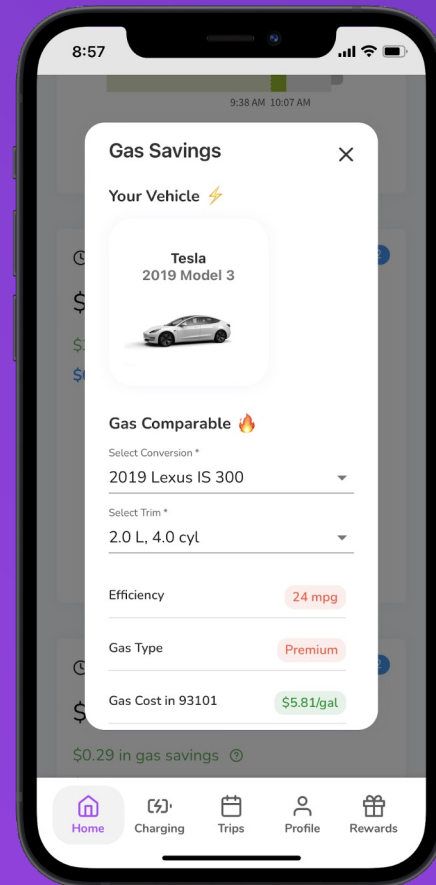 8:57
9:38 AM 10:07 AM
Gas Savings
Your Vehicle ⚡
Tesla
2019 Model 3
Gas Comparable 🔥
Select Conversion *
2019 Lexus IS 300
Select Trim *
2.0 L, 4.0 cyl
Efficiency 24 mpg
Gas Type Premium
Gas Cost in 93101 $5.81/gal
$0.29 in gas savings
Home Charging Trips Profile Rewards